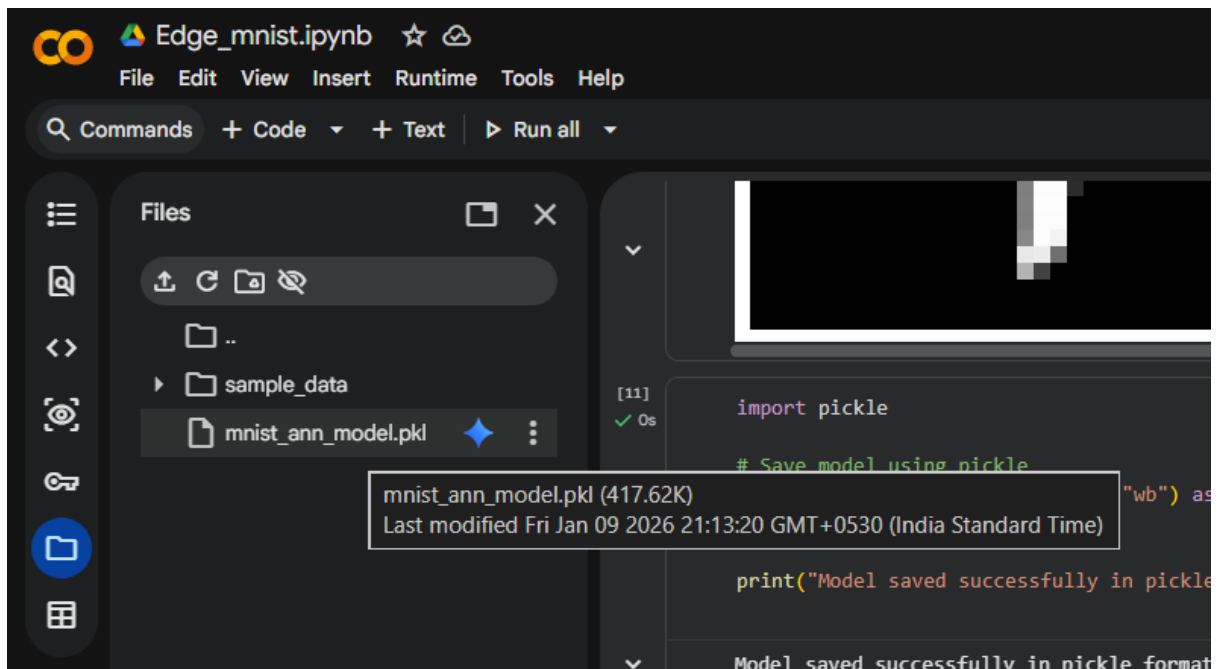 CO Edge_mnist.ipynb
File Edit View Insert Runtime Tools Help
Commands + Code + Text Run all
Files
..
sample_data
mnist_ann_model.pkl
mnist_ann_model.pkl (417.62K)
Last modified Fri Jan 09 2026 21:13:20 GMT+0530 (India Standard Time)
[11]
0s
import pickle
# Save model using pickle
"wb") as
print("Model saved successfully in pickle
Model saved successfully in pickle format